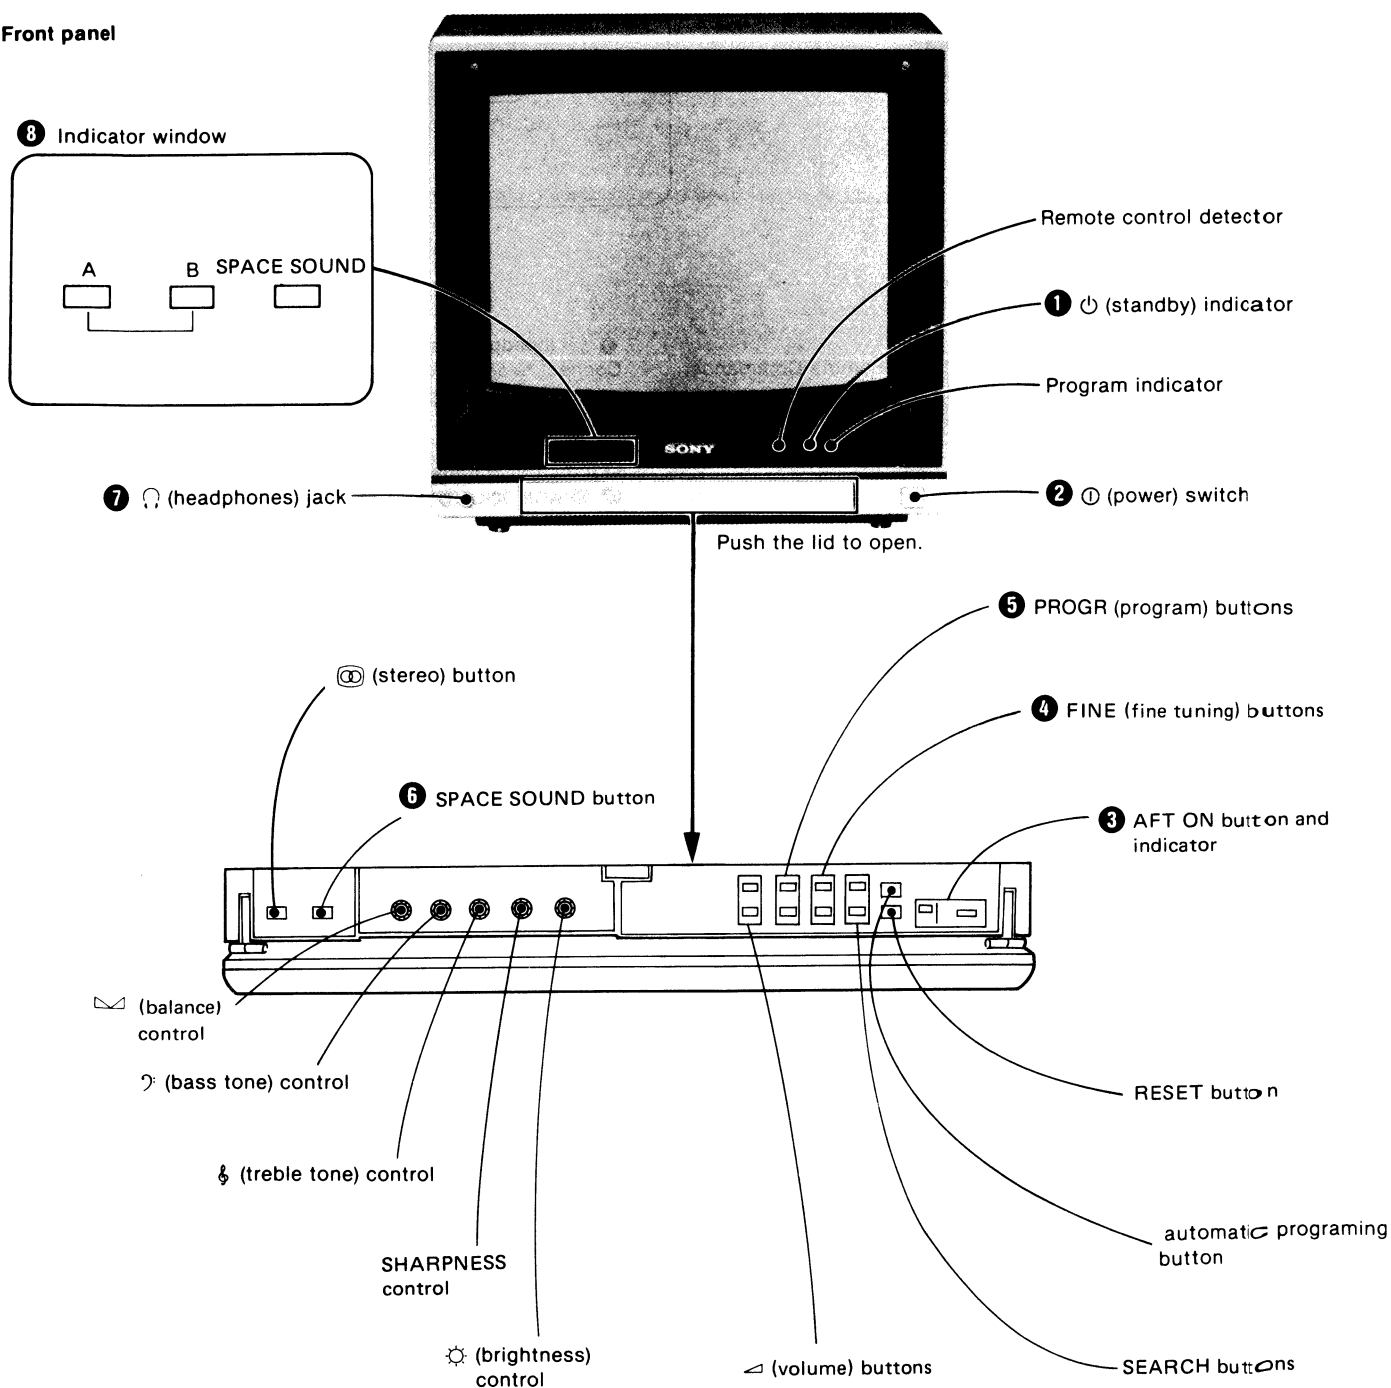 Front panel
8 Indicator window
A B SPACE SOUND
SONY
Remote control detector
1 ⏻ (standby) indicator
Program indicator
7 🎧 (headphones) jack
2 (power) switch
Push the lid to open.
5 PROGR (program) buttons
(stereo) button
4 FINE (fine tuning) buttons
6 SPACE SOUND button
3 AFT ON button and
indicator
(balance)
control
𝄢 (bass tone) control
RESET button
𝄞 (treble tone) control
automatic programing
button
SHARPNESS
control
(brightness)
control
(volume) buttons
SEARCH buttons